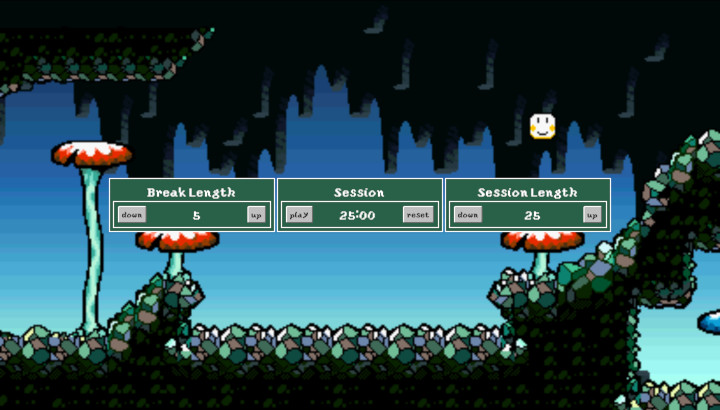 Break Length
down 5 up
Session
play 25:00 reset
Session Length
down 25 up